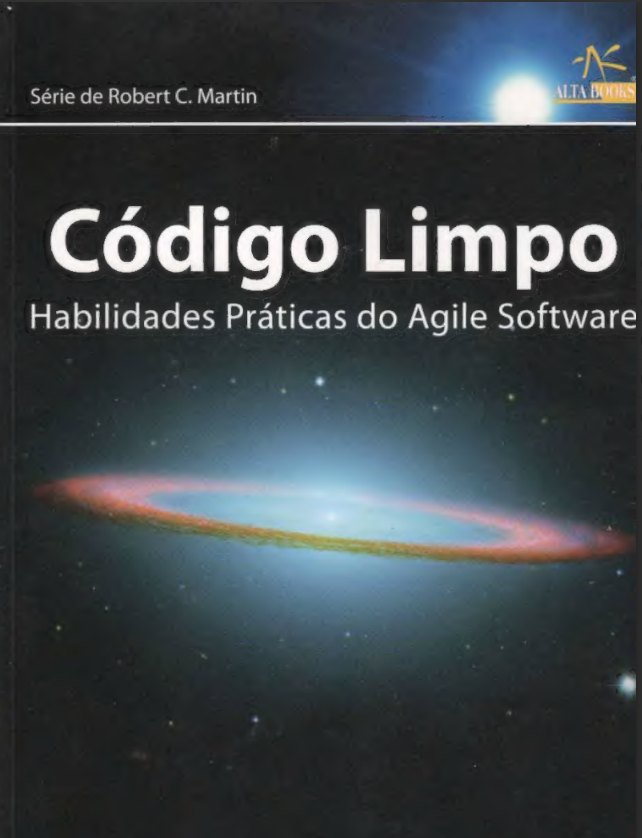 Série de Robert C. Martin
ALTA BOOKS
Código Limpo
Habilidades Práticas do Agile Software